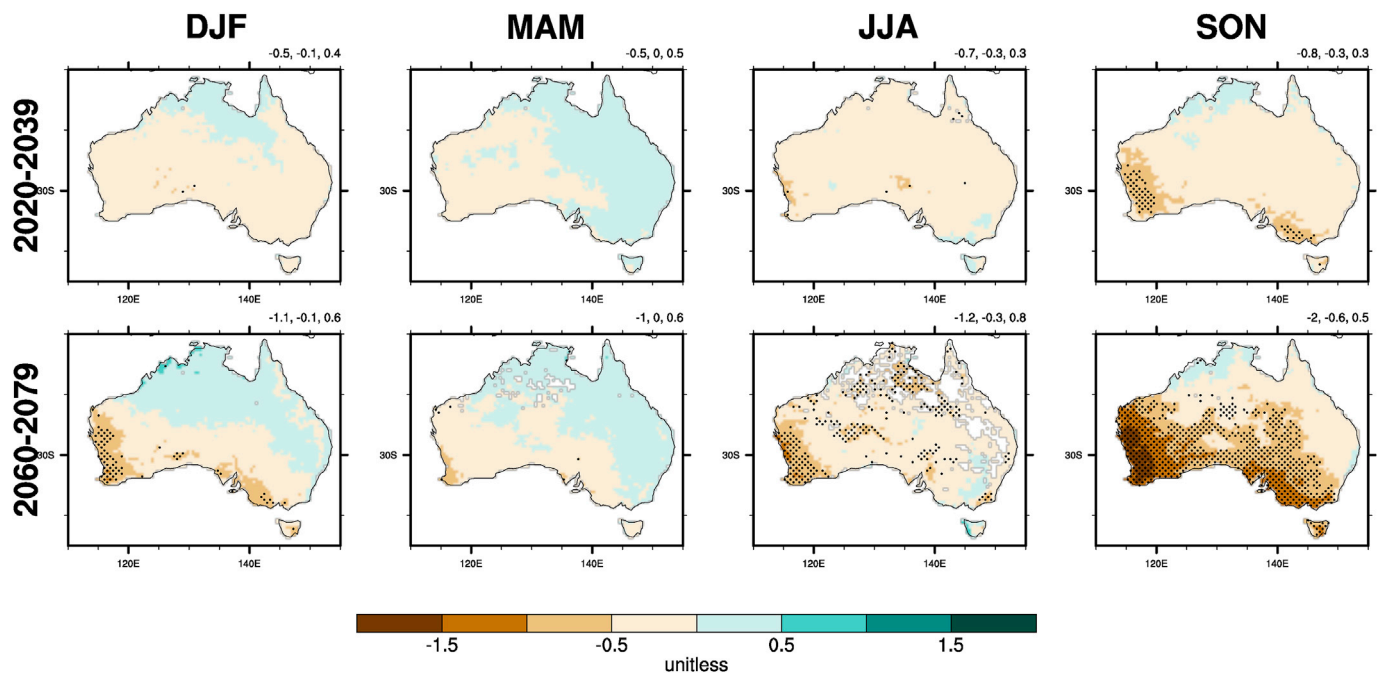 DJF MAM JJA SON
-0.5, -0.1, 0.4 -0.5, 0, 0.5 -0.7, -0.3, 0.3 -0.8, -0.3, 0.3
2020-2039
30S 30S 30S 30S
120E 140E 120E 140E 120E 140E 120E 140E
-1.1, -0.1, 0.6 -1, 0, 0.6 -1.2, -0.3, 0.8 -2, -0.6, 0.5
2060-2079
30S 30S 30S 30S
120E 140E 120E 140E 120E 140E 120E 140E
-1.5 -0.5 0.5 1.5
unitless